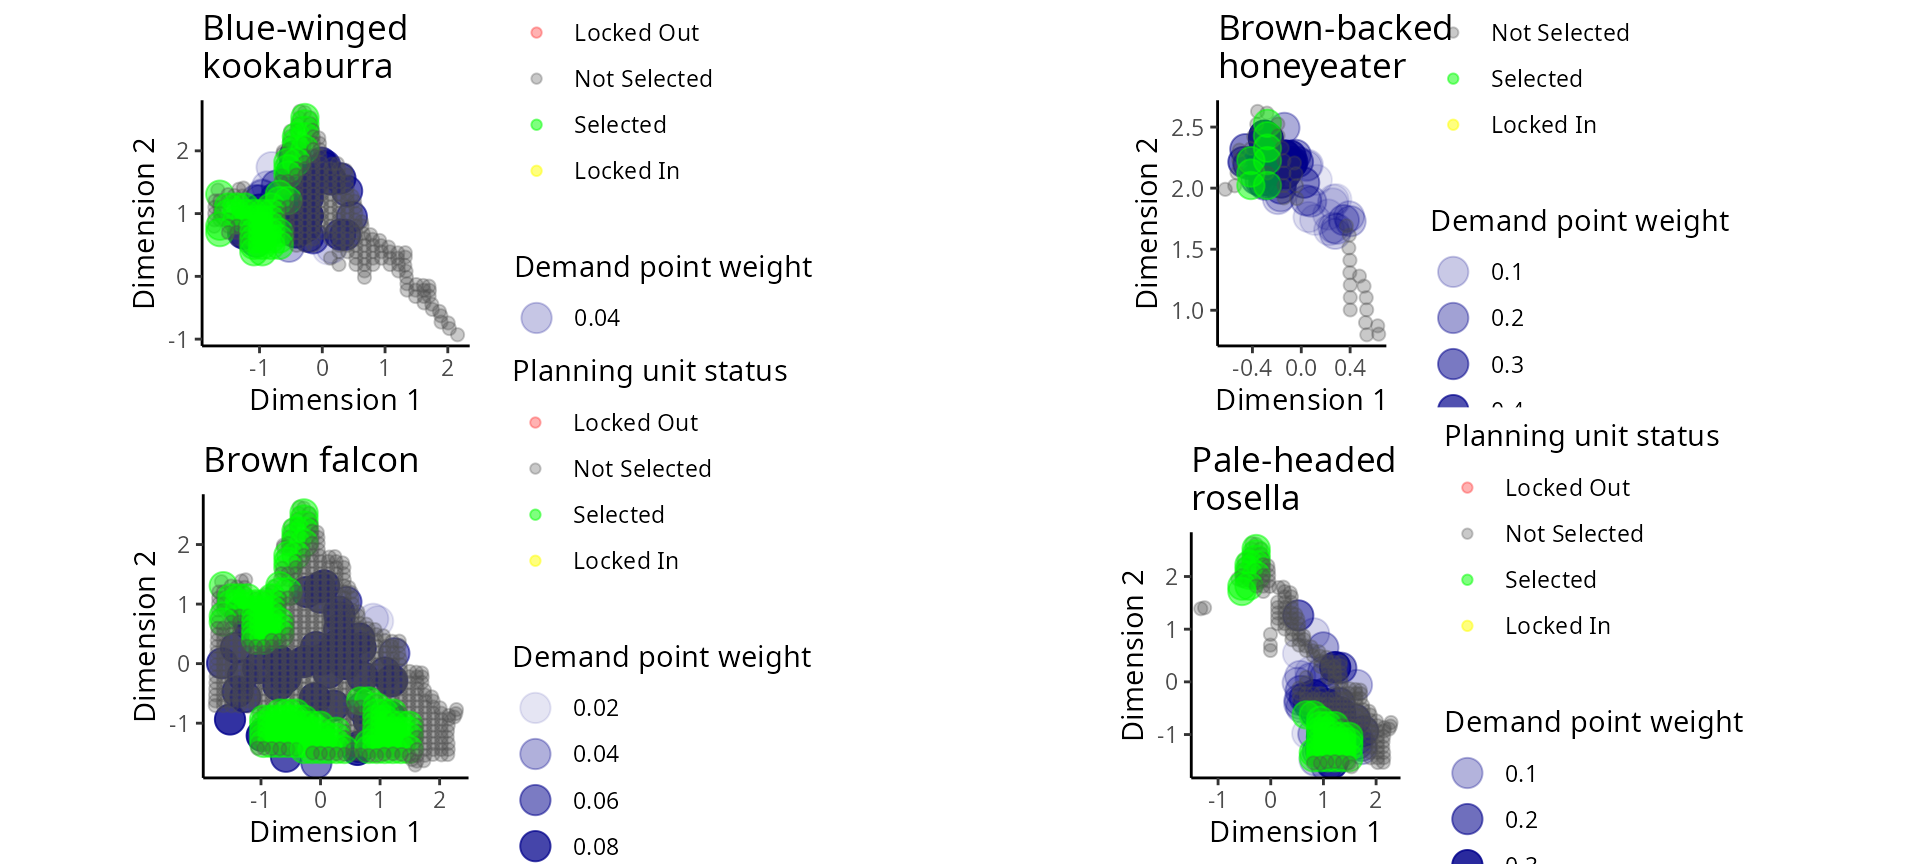 Blue-winged
kookaburra
Dimension 2
2
1
0
-1
-1 0 1 2
Dimension 1
Locked Out
Not Selected
Selected
Locked In
Demand point weight
0.04
Brown-backed
honeyeater
Dimension 2
2.5
2.0
1.5
1.0
-0.4 0.0 0.4
Dimension 1
Not Selected
Selected
Locked In
Demand point weight
0.1
0.2
0.3
Brown falcon
Dimension 2
2
1
0
-1
-1 0 1 2
Dimension 1
Planning unit status
Locked Out
Not Selected
Selected
Locked In
Demand point weight
0.02
0.04
0.06
0.08
Pale-headed
rosella
Dimension 2
2
1
0
-1
-1 0 1 2
Dimension 1
Planning unit status
Locked Out
Not Selected
Selected
Locked In
Demand point weight
0.1
0.2